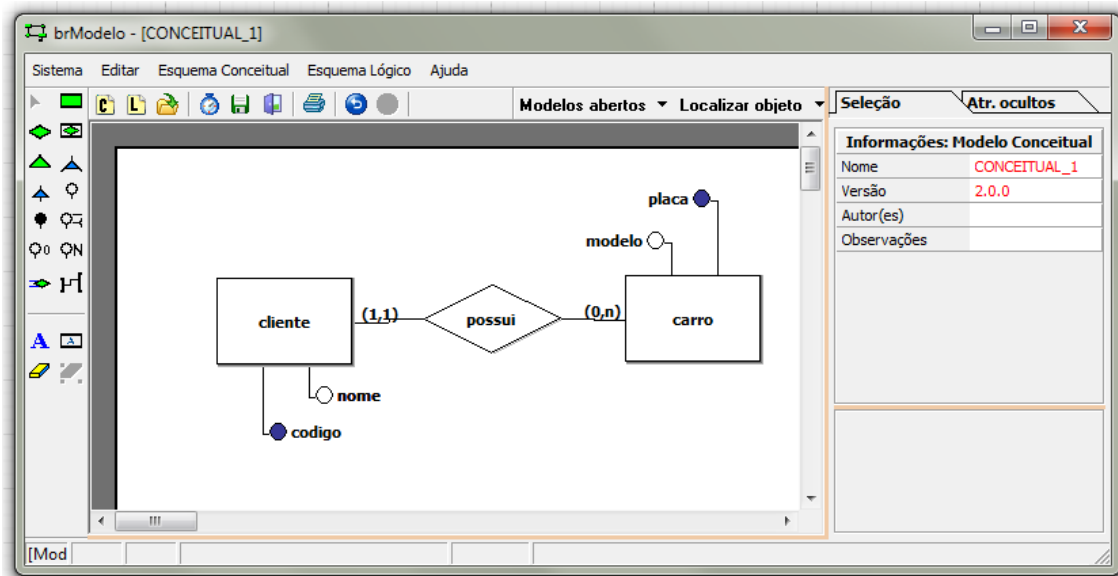 brModelo - [CONCEITUAL_1]
Sistema Editar Esquema Conceitual Esquema Lógico Ajuda
C L Modelos abertos Localizar objeto
Seleção Atr. ocultos
Informações: Modelo Conceitual
Nome CONCEITUAL_1
Versão 2.0.0
Autor(es)
Observações
0 N
A A
placa
modelo
cliente (1,1) possui (0,n) carro
nome
codigo
[Mod